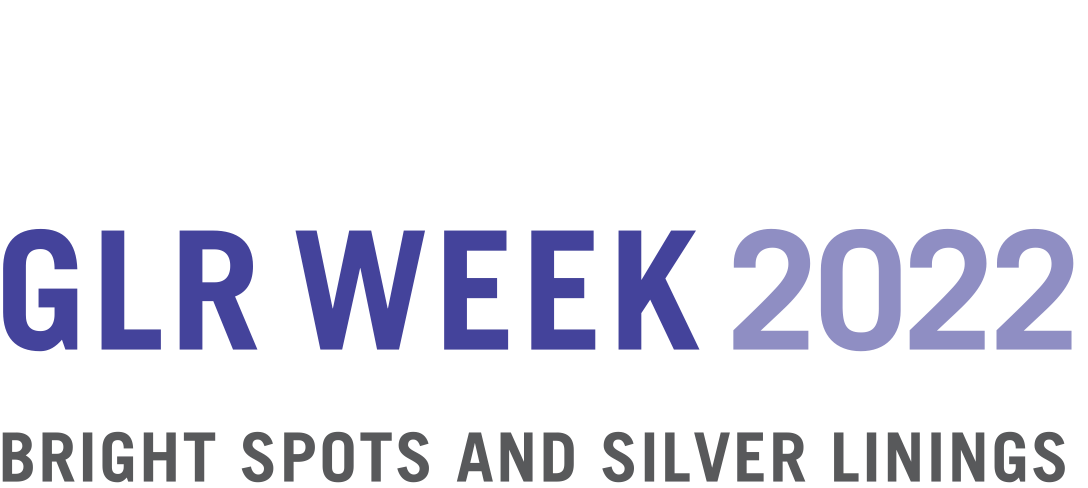 GLR WEEK 2022
BRIGHT SPOTS AND SILVER LININGS